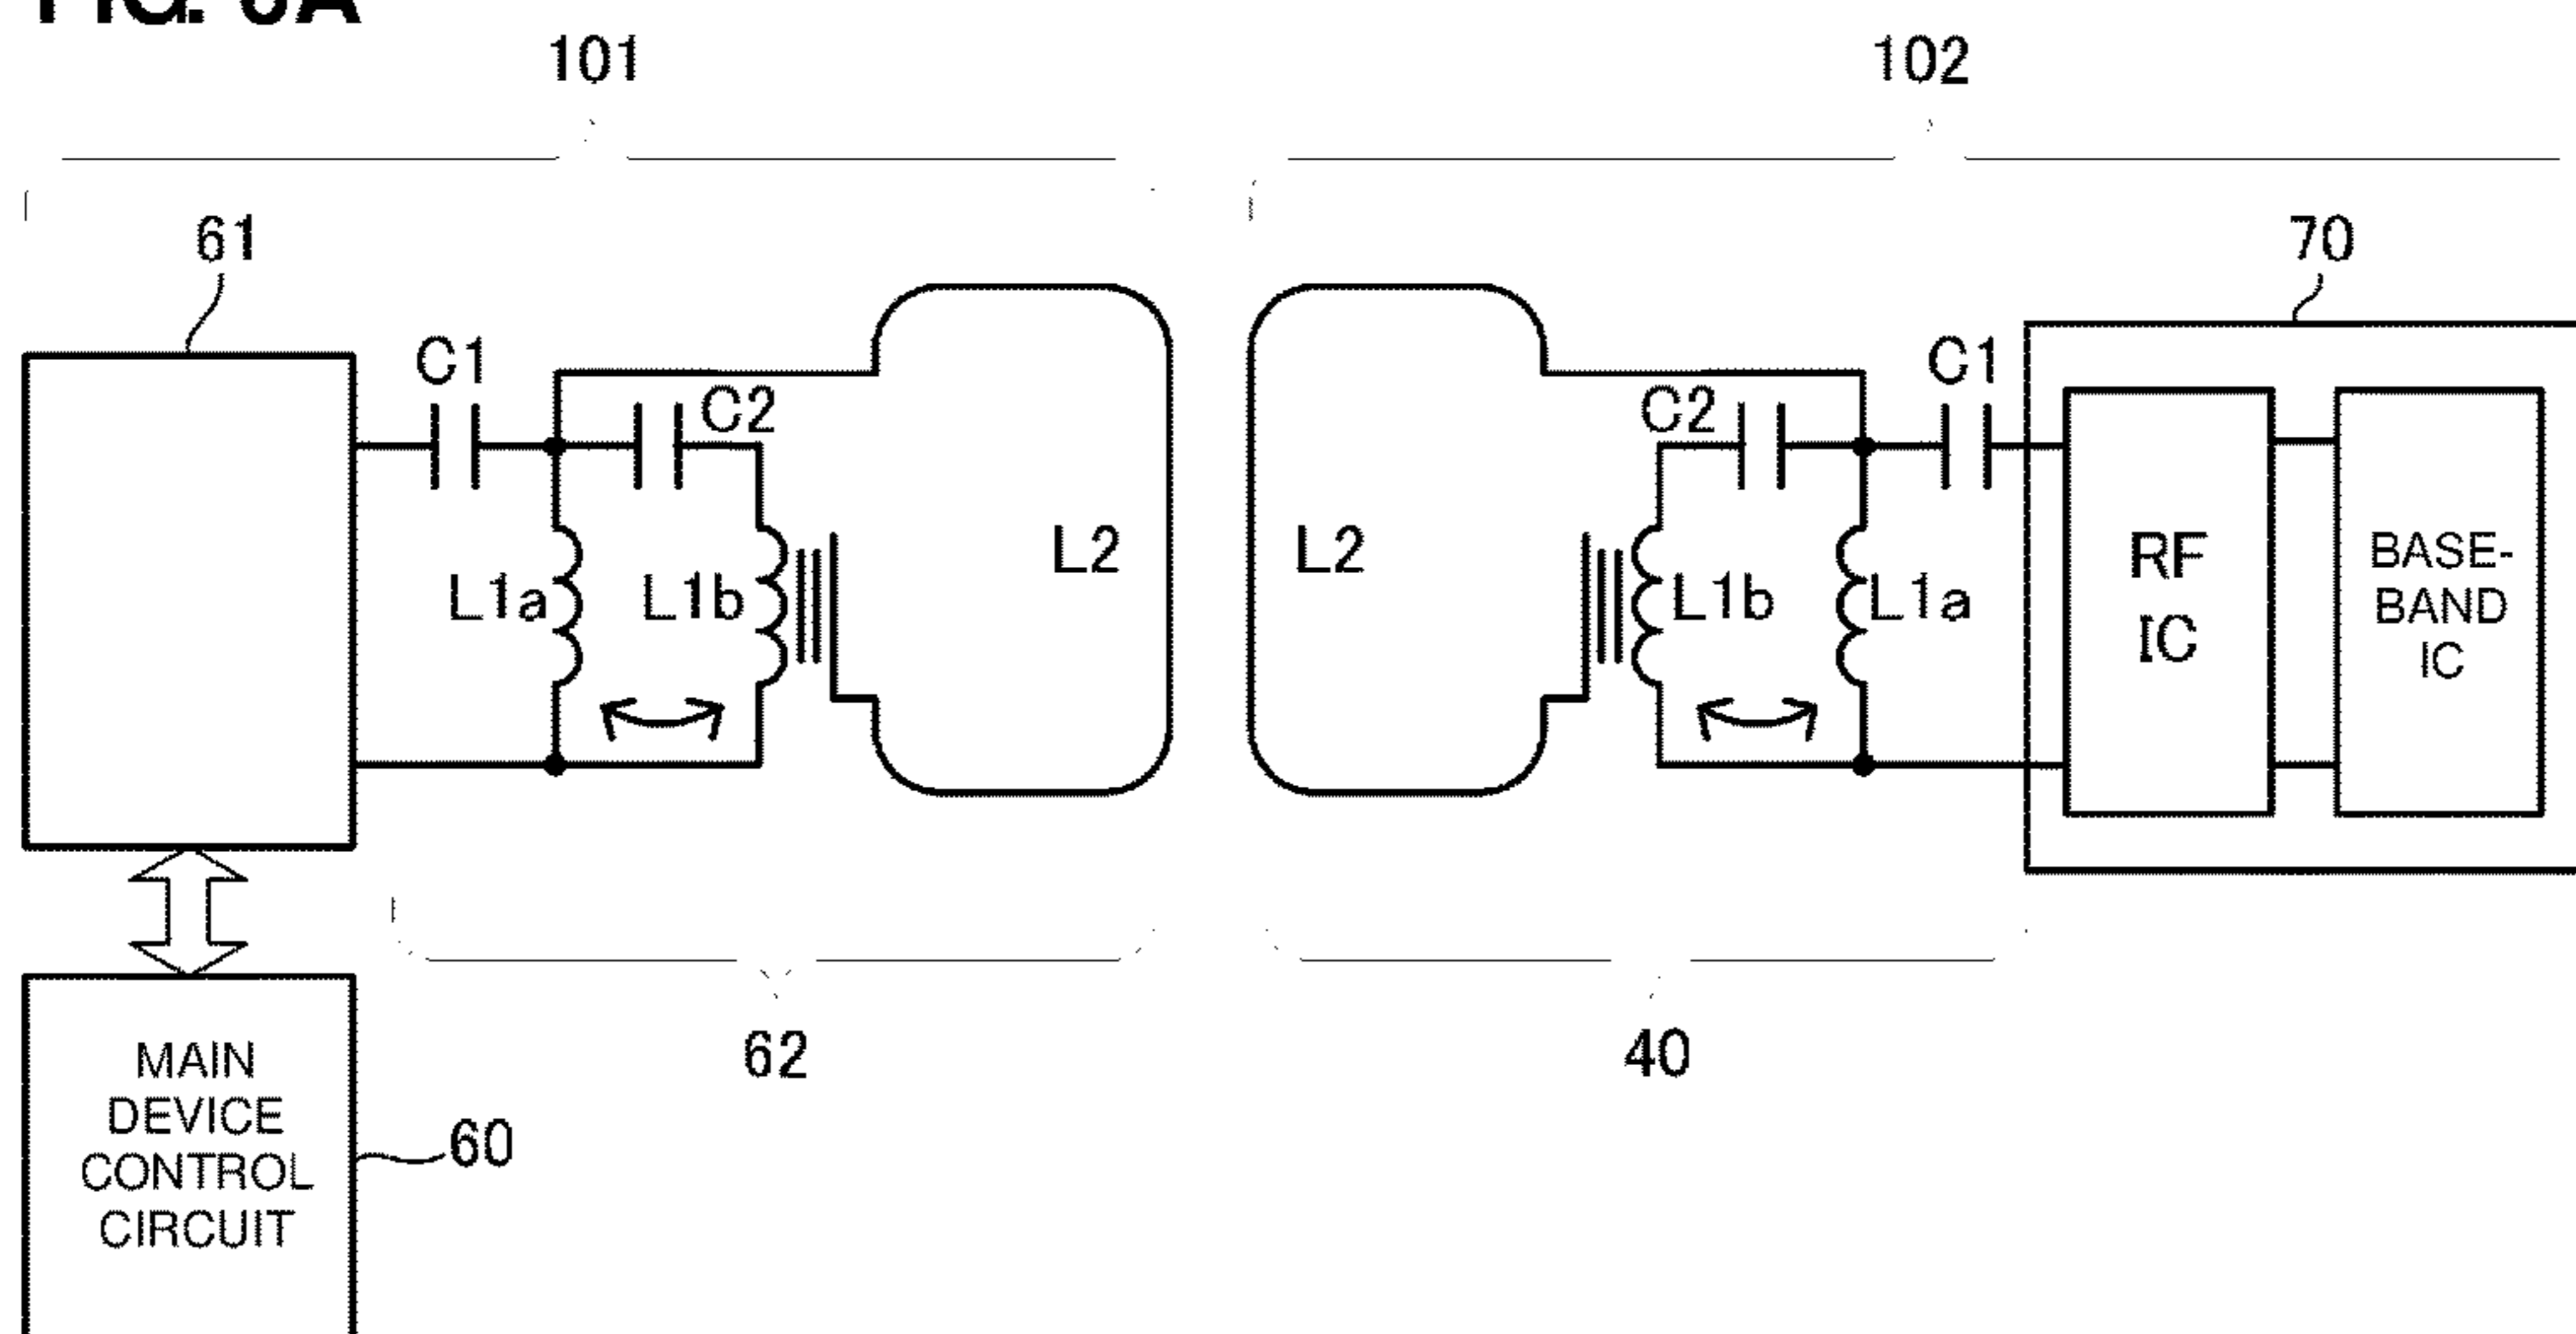 101
102
61
70
C1
C2
C2
C1
L2
L2
L1a
L1b
L1b
L1a
RF
IC
BASE-
BAND
IC
62
40
MAIN
DEVICE
CONTROL
CIRCUIT
60